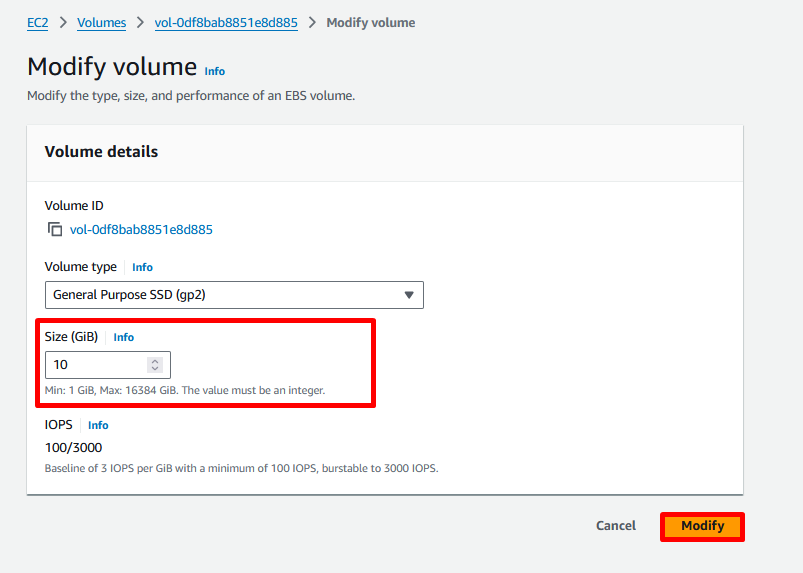 EC2 > Volumes > vol-0df8bab8851e8d885 > Modify volume
Modify volume Info
Modify the type, size, and performance of an EBS volume.
Volume details
Volume ID
vol-0df8bab8851e8d885
Volume type Info
General Purpose SSD (gp2)
Size (GiB) Info
10
Min: 1 GiB, Max: 16384 GiB. The value must be an integer.
IOPS Info
100/3000
Baseline of 3 IOPS per GiB with a minimum of 100 IOPS, burstable to 3000 IOPS.
Cancel Modify